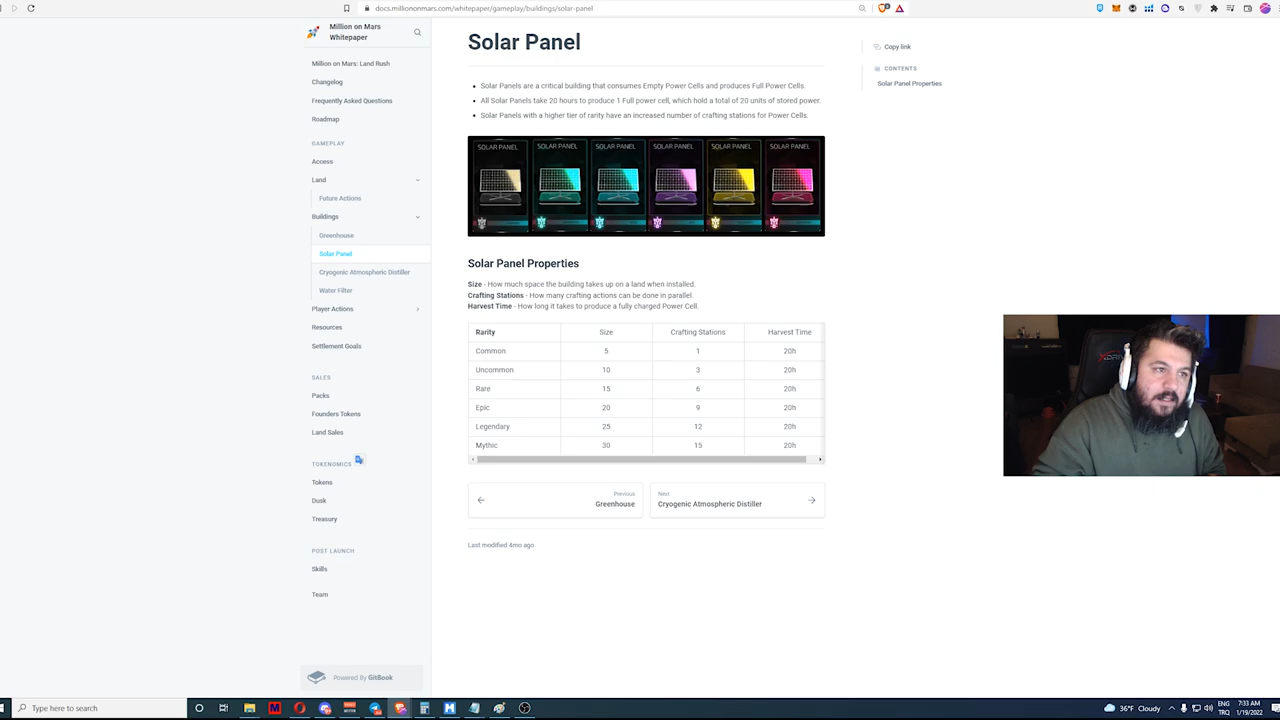 docs.milliononmars.com/whitepaper/gameplay/buildings/solar-panel
Million on Mars
Whitepaper
Million on Mars: Land Rush
Changelog
Frequently Asked Questions
Roadmap
GAMEPLAY
Access
Land
Future Actions
Buildings
Greenhouse
Solar Panel
Cryogenic Atmospheric Distiller
Water Filter
Player Actions
Resources
Settlement Goals
SALES
Packs
Founders Tokens
Land Sales
TOKENOMICS
Tokens
Dusk
Treasury
POST LAUNCH
Skills
Team
Powered By GitBook
Solar Panel
Solar Panels are a critical building that consumes Empty Power Cells and produces Full Power Cells.
All Solar Panels take 20 hours to produce 1 Full power cell, which hold a total of 20 units of stored power.
Solar Panels with a higher tier of rarity have an increased number of crafting stations for Power Cells.
SOLAR PANEL SOLAR PANEL SOLAR PANEL SOLAR PANEL SOLAR PANEL SOLAR PANEL
Solar Panel Properties
Size - How much space the building takes up on a land when installed.
Crafting Stations - How many crafting actions can be done in parallel.
Harvest Time - How long it takes to produce a fully charged Power Cell.
Rarity Size Crafting Stations Harvest Time
Common 5 1 20h
Uncommon 10 3 20h
Rare 15 6 20h
Epic 20 9 20h
Legendary 25 12 20h
Mythic 30 15 20h
Previous
Greenhouse
Next
Cryogenic Atmospheric Distiller
Last modified 4mo ago
Copy link
CONTENTS
Solar Panel Properties
Type here to search
36°F Cloudy
ENG
TRQ
7:33 AM
1/19/2022